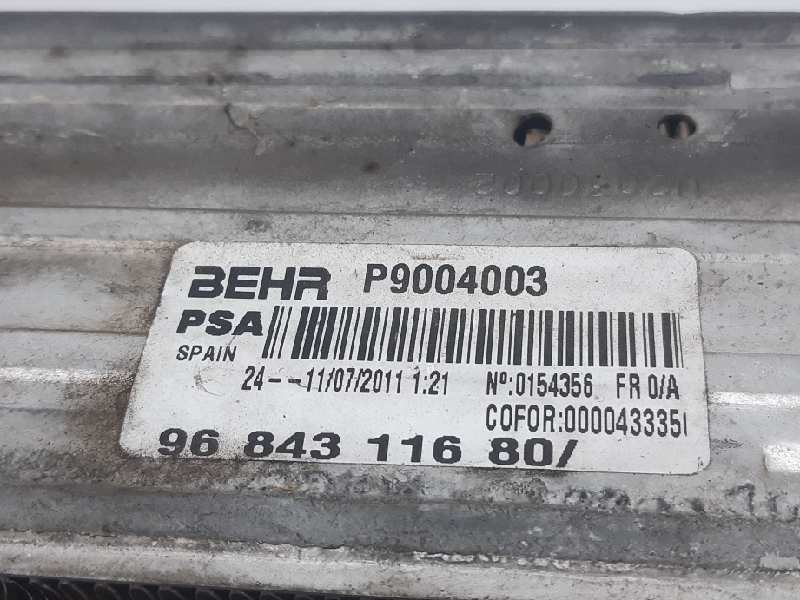 BEHR P9004003
PSA
SPAIN
24--11/07/2011 1:21 Nº:0154356 FR 0/A
COFOR:000043335
96 843 116 80/